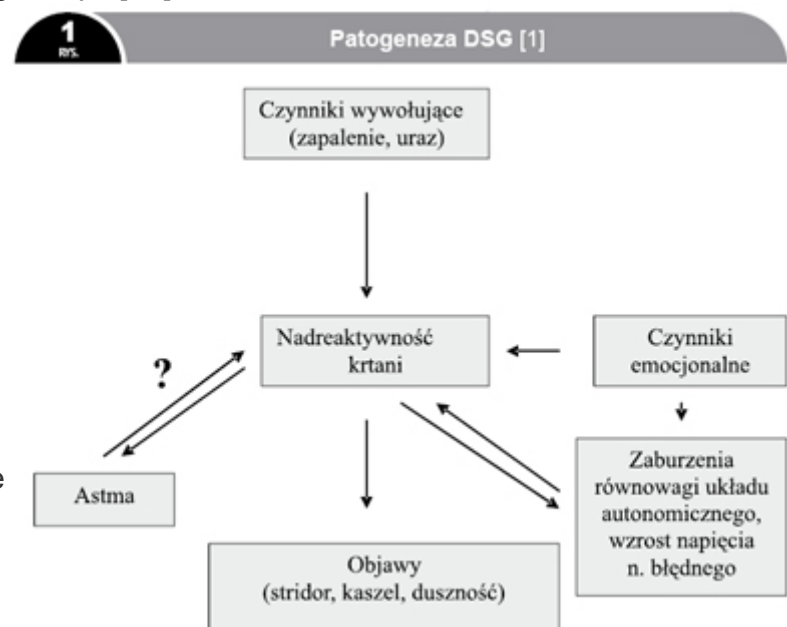 1
RYS.
Patogeneza DSG [1]
Czynniki wywołujące
(zapalenie, uraz)
Nadreaktywność
krtani
Czynniki
emocjonalne
?
Astma
Zaburzenia
równowagi układu
autonomicznego,
wzrost napięcia
n. błędnego
Objawy
(stridor, kaszel, duszność)